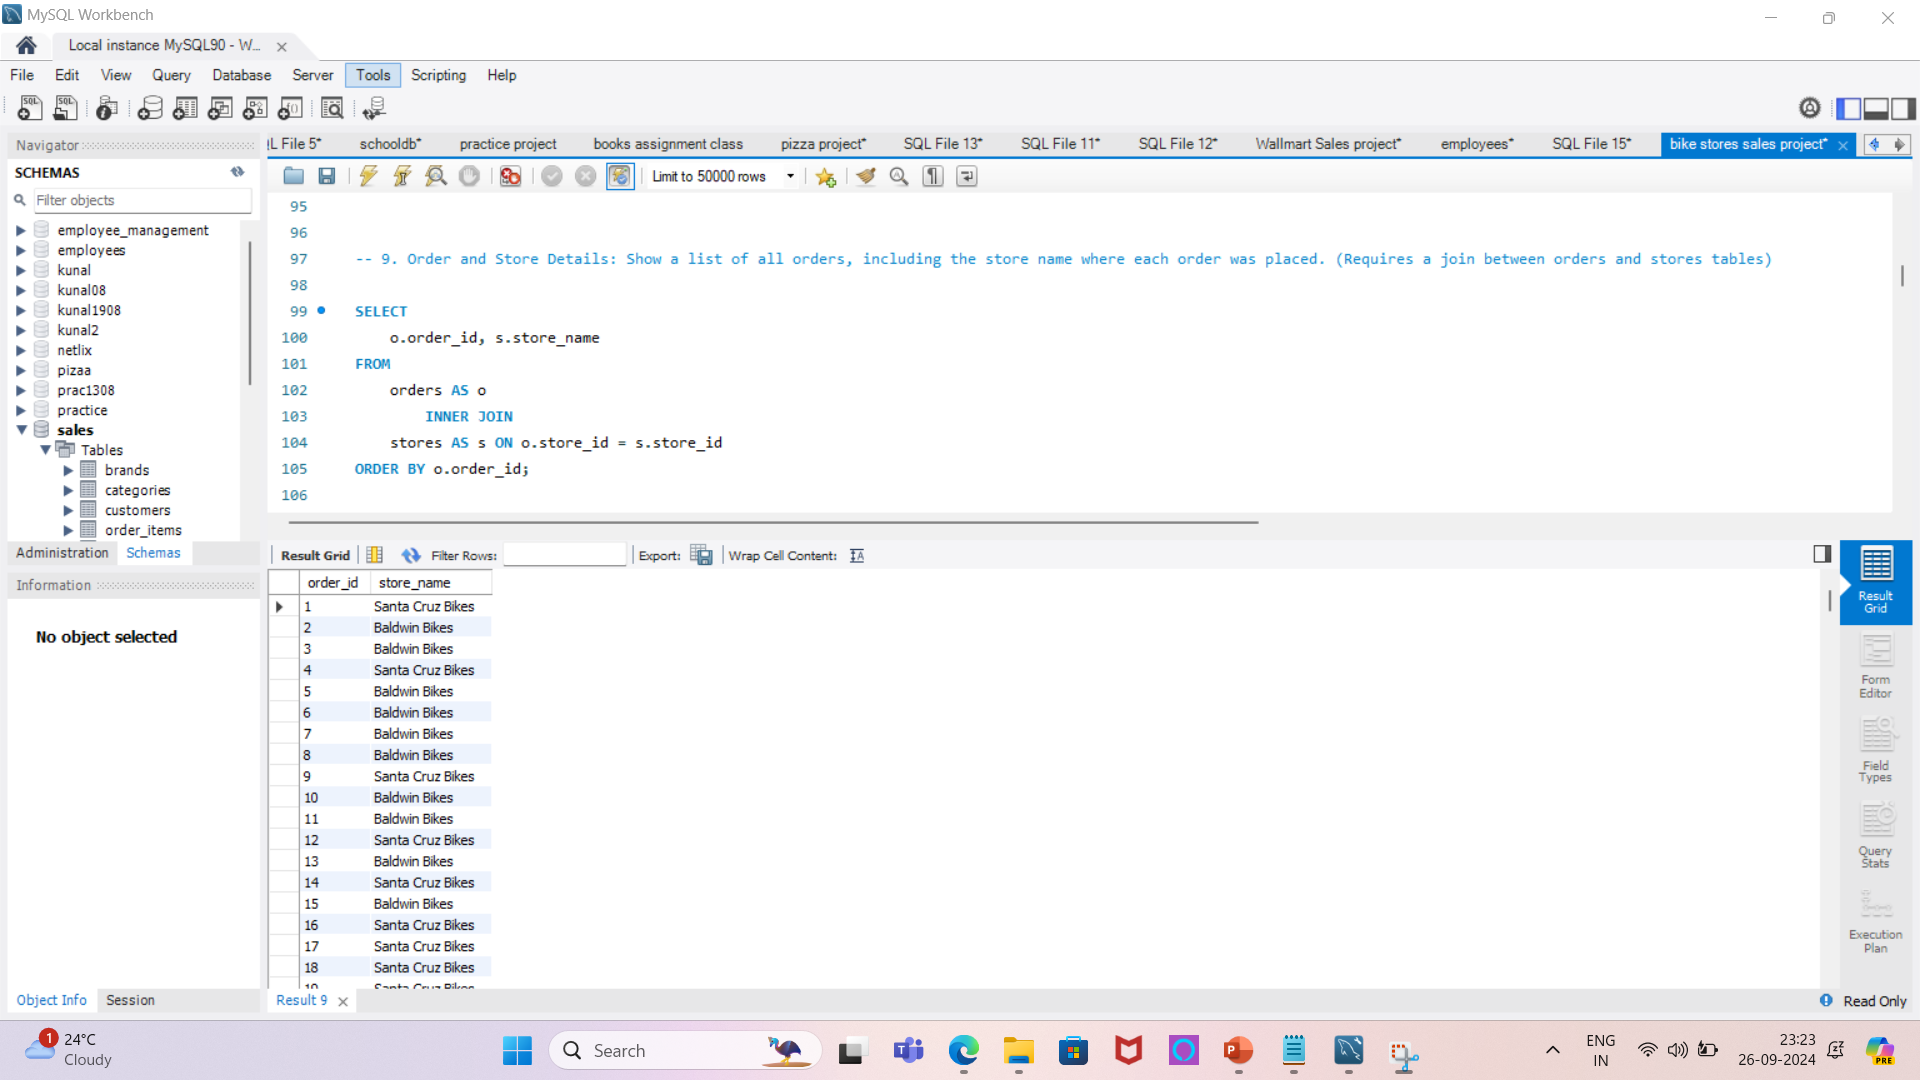 MySQL Workbench
Local instance MySQL90 - W...
File Edit View Query Database Server Tools Scripting Help
Navigator
L File 5* schooldb* practice project books assignment class pizza project* SQL File 13* SQL File 11* SQL File 12* Wallmart Sales project* employees* SQL File 15* bike stores sales project*
SCHEMAS
Filter objects
employee_management
employees
kunal
kunal08
kunal1908
kunal2
netlix
pizaa
prac1308
practice
sales
Tables
brands
categories
customers
order_items
Administration Schemas
Information
No object selected
Object Info Session
Limit to 50000 rows
95
96
97 -- 9. Order and Store Details: Show a list of all orders, including the store name where each order was placed. (Requires a join between orders and stores tables)
98
99 SELECT
100 o.order_id, s.store_name
101 FROM
102 orders AS o
103 INNER JOIN
104 stores AS s ON o.store_id = s.store_id
105 ORDER BY o.order_id;
106
Result Grid Filter Rows: Export: Wrap Cell Content:
order_id store_name
1 Santa Cruz Bikes
2 Baldwin Bikes
3 Baldwin Bikes
4 Santa Cruz Bikes
5 Baldwin Bikes
6 Baldwin Bikes
7 Baldwin Bikes
8 Baldwin Bikes
9 Santa Cruz Bikes
10 Baldwin Bikes
11 Baldwin Bikes
12 Santa Cruz Bikes
13 Baldwin Bikes
14 Santa Cruz Bikes
15 Baldwin Bikes
16 Santa Cruz Bikes
17 Santa Cruz Bikes
18 Santa Cruz Bikes
19 Santa Cruz Bikes
Result Grid
Form Editor
Field Types
Query Stats
Execution Plan
Result 9
Read Only
1
24°C
Cloudy
Search
ENG
IN
23:23
26-09-2024
PRE